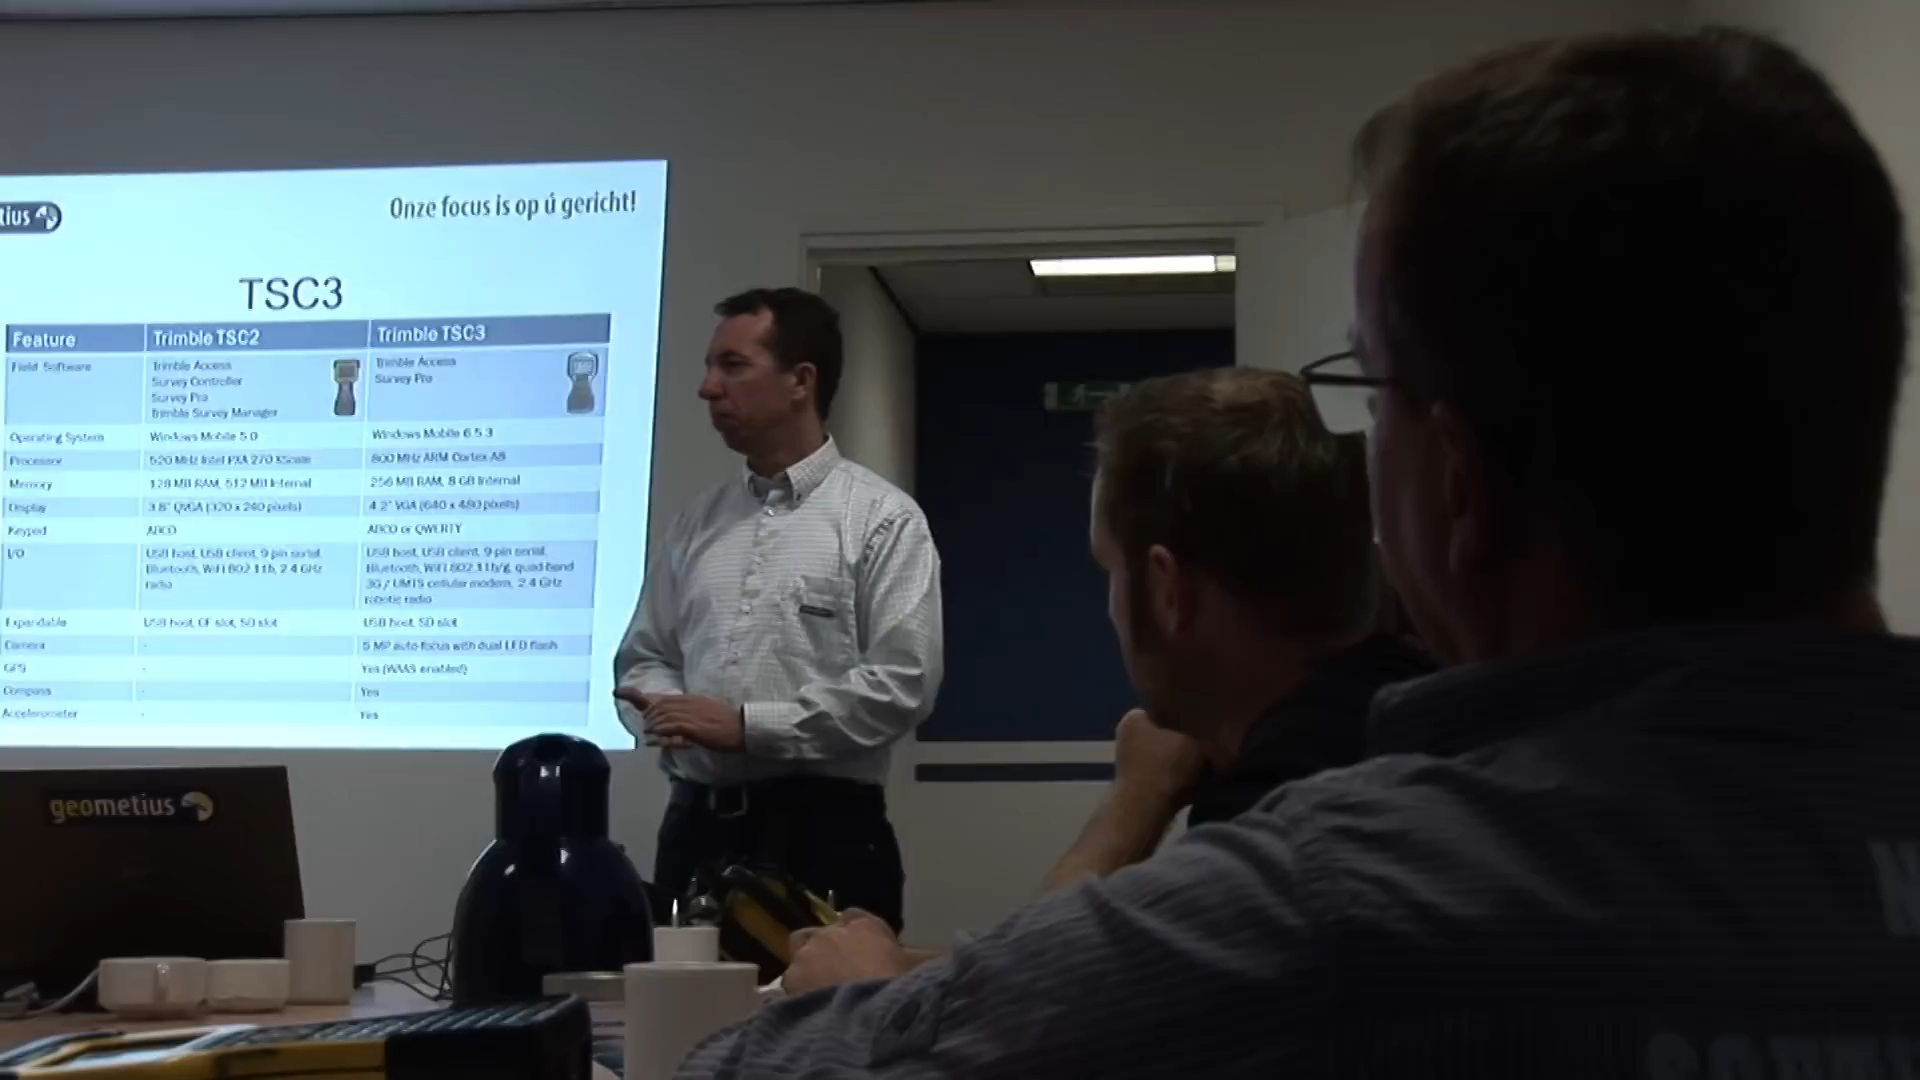 tius
Onze focus is op ú gericht!
TSC3
Feature Trimble TSC2 Trimble TSC3
Field Software Trimble Access Trimble Access
Survey Controller Survey Pro
Survey Pro
Trimble Survey Manager
Operating System Windows Mobile 5.0 Windows Mobile 6.5.3
Processor 520 MHz Intel PXA 270 XScale 800 MHz ARM Cortex A8
Memory 128 MB RAM, 512 MB Internal 256 MB RAM, 8 GB Internal
Display 3.8" QVGA (320 x 240 pixels) 4.2" VGA (640 x 480 pixels)
Keypad ABCD ABCD or QWERTY
I/O USB host, USB client, 9 pin serial, USB host, USB client, 9 pin serial,
Bluetooth, WiFi 802.11b, 2.4 GHz Bluetooth, WiFi 802.11b/g, quad-band
radio 3G / UMTS cellular modem, 2.4 GHz
robotic radio
Expandable USB host, CF slot, SD slot USB host, SD slot
Camera - 5 MP auto focus with dual LED flash
GPS - Yes (WAAS enabled)
Compass - Yes
Accelerometer - Yes
geometius